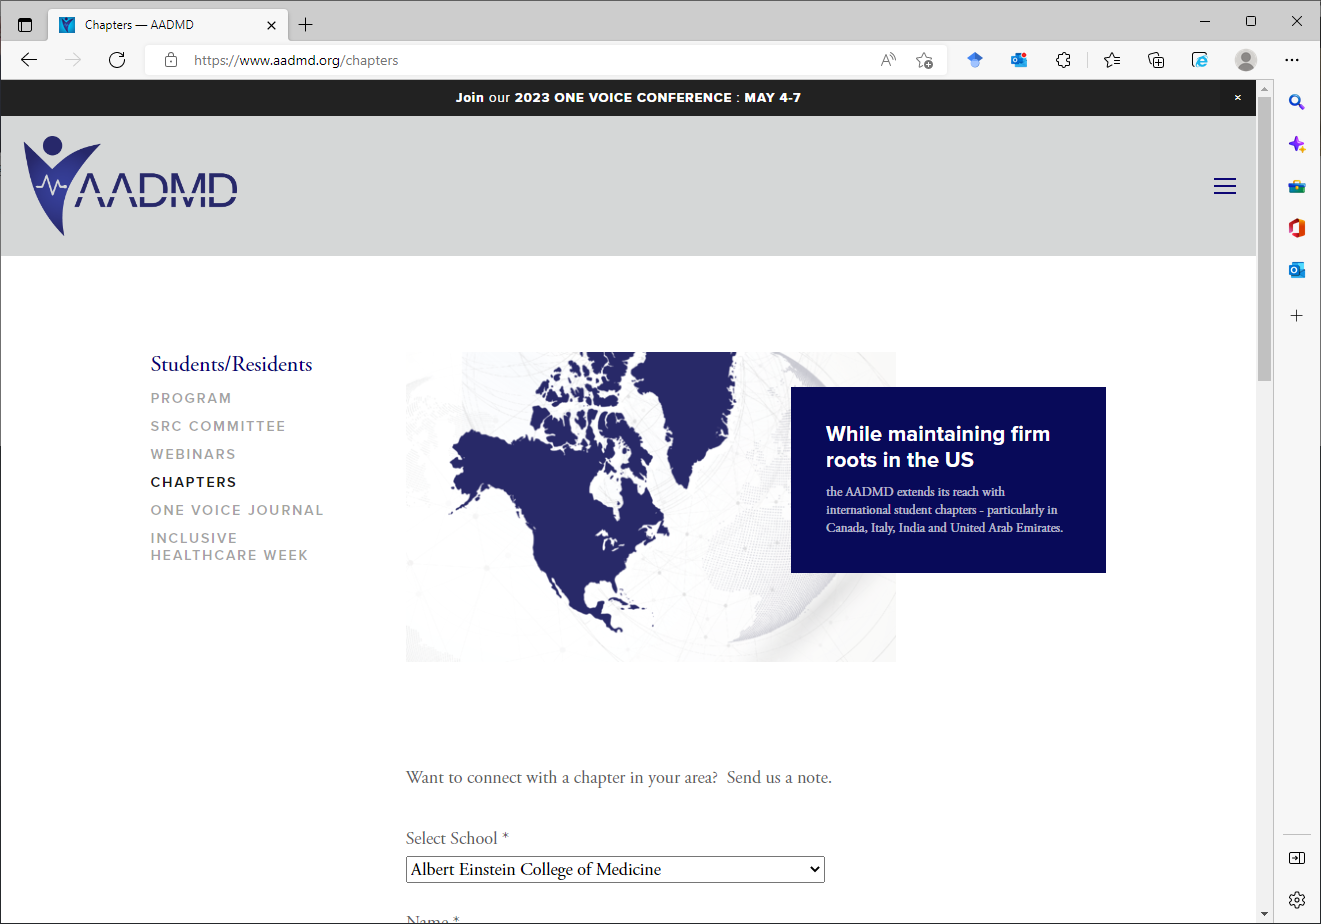 Chapters — AADMD
https://www.aadmd.org/chapters
Join our 2023 ONE VOICE CONFERENCE : MAY 4-7
AADMD
Students/Residents
PROGRAM
SRC COMMITTEE
WEBINARS
CHAPTERS
ONE VOICE JOURNAL
INCLUSIVE
HEALTHCARE WEEK
While maintaining firm
roots in the US
the AADMD extends its reach with
international student chapters - particularly in
Canada, Italy, India and United Arab Emirates.
Want to connect with a chapter in your area?  Send us a note.
Select School *
Albert Einstein College of Medicine
Name *